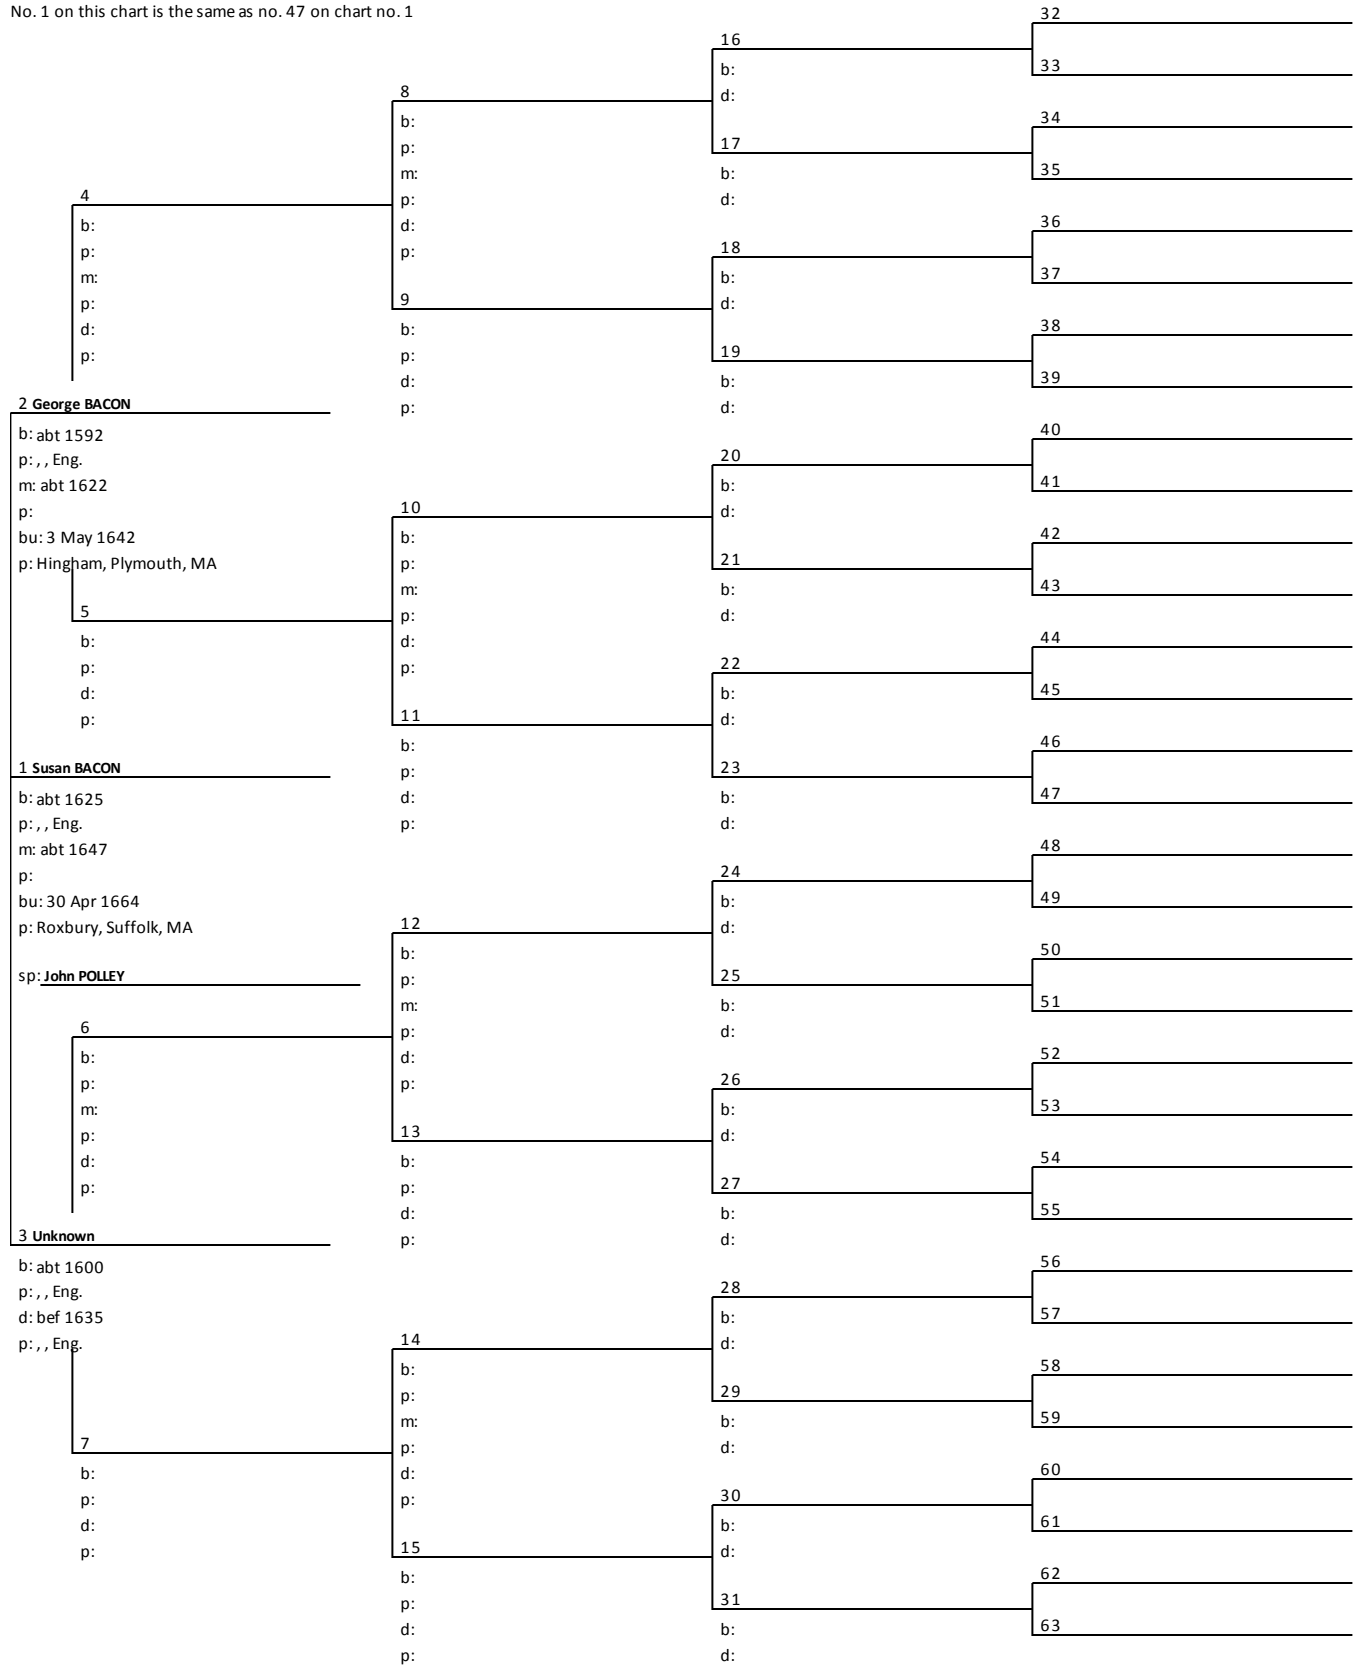 No. 1 on this chart is the same as no. 47 on chart no. 1
4
b:
p:
m:
p:
d:
p:
2 George BACON
b: abt 1592
p: , , Eng.
m: abt 1622
p:
bu: 3 May 1642
p: Hingham, Plymouth, MA
5
b:
p:
d:
p:
1 Susan BACON
b: abt 1625
p: , , Eng.
m: abt 1647
p:
bu: 30 Apr 1664
p: Roxbury, Suffolk, MA
sp: John POLLEY
6
b:
p:
m:
p:
d:
p:
3 Unknown
b: abt 1600
p: , , Eng.
d: bef 1635
p: , , Eng.
7
b:
p:
d:
p:
8
b:
p:
m:
p:
d:
p:
9
b:
p:
d:
p:
10
b:
p:
m:
p:
d:
p:
11
b:
p:
d:
p:
12
b:
p:
m:
p:
d:
p:
13
b:
p:
d:
p:
14
b:
p:
m:
p:
d:
p:
15
b:
p:
d:
p:
16
b:
d:
17
b:
d:
18
b:
d:
19
b:
d:
20
b:
d:
21
b:
d:
22
b:
d:
23
b:
d:
24
b:
d:
25
b:
d:
26
b:
d:
27
b:
d:
28
b:
d:
29
b:
d:
30
b:
d:
31
b:
d:
32
33
34
35
36
37
38
39
40
41
42
43
44
45
46
47
48
49
50
51
52
53
54
55
56
57
58
59
60
61
62
63